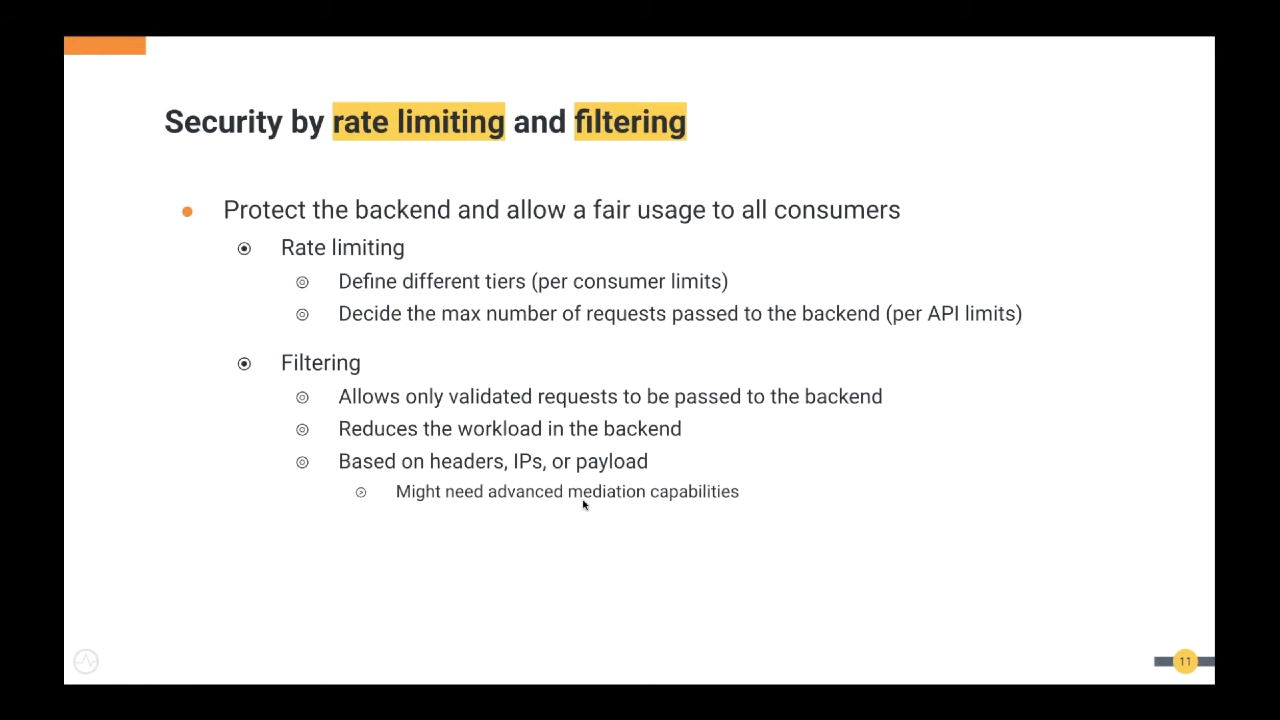 Security by rate limiting and filtering
Protect the backend and allow a fair usage to all consumers
Rate limiting
Define different tiers (per consumer limits)
Decide the max number of requests passed to the backend (per API limits)
Filtering
Allows only validated requests to be passed to the backend
Reduces the workload in the backend
Based on headers, IPs, or payload
Might need advanced mediation capabilities
11